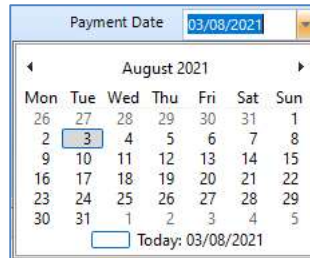 Payment Date 03/08/2021
August 2021
Mon Tue Wed Thu Fri Sat Sun
26 27 28 29 30 31 1
2 3 4 5 6 7 8
9 10 11 12 13 14 15
16 17 18 19 20 21 22
23 24 25 26 27 28 29
30 31 1 2 3 4 5
Today: 03/08/2021